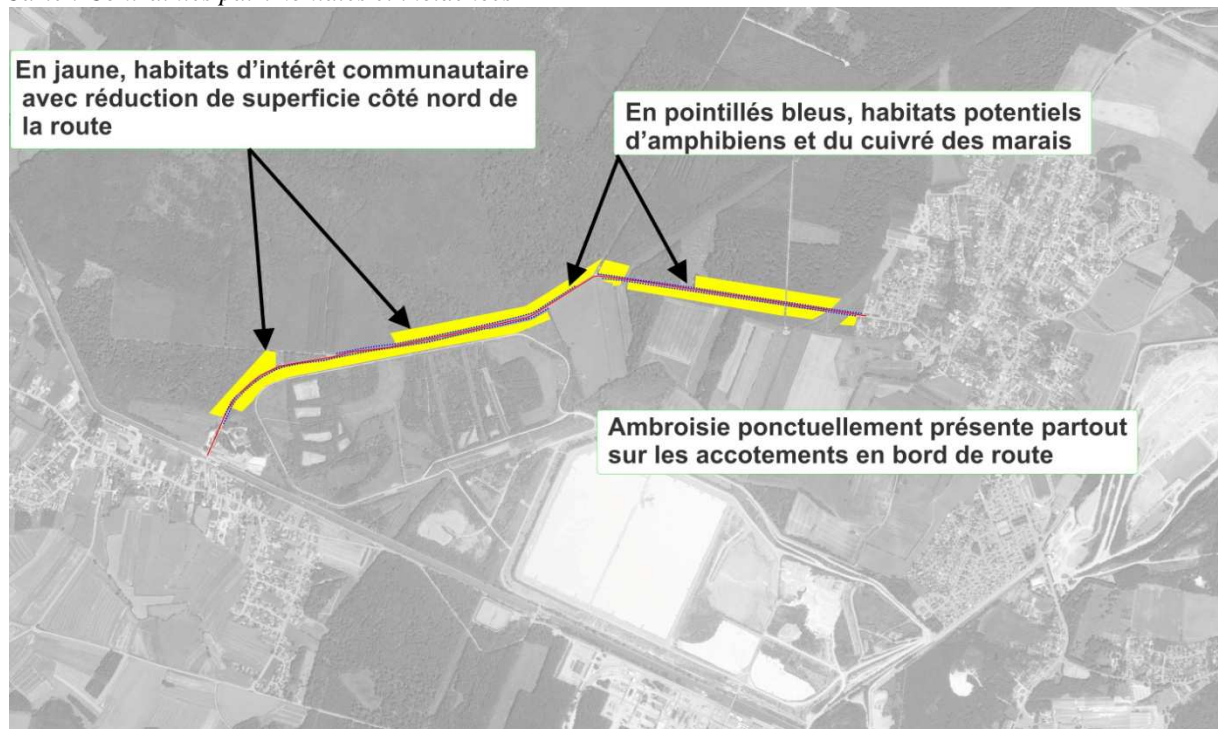 En jaune, habitats d'intérêt communautaire
avec réduction de superficie côté nord de
la route
En pointillés bleus, habitats potentiels
d'amphibiens et du cuivré des marais
Ambroisie ponctuellement présente partout
sur les accotements en bord de route